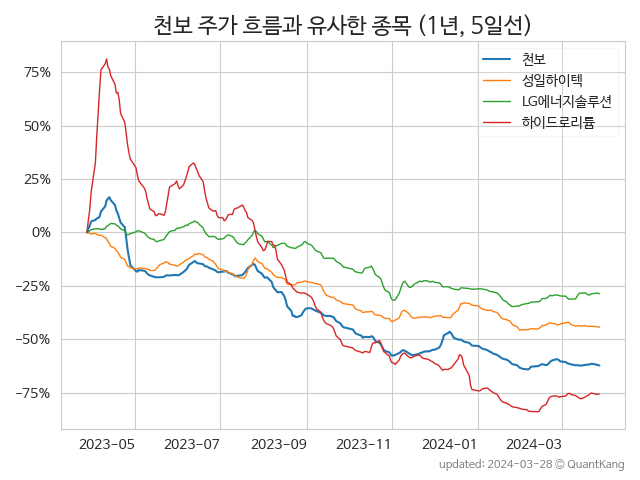 천보 주가 흐름과 유사한 종목 (1년, 5일선)
천보
성일하이텍
LG에너지솔루션
하이드로리튬
75%
50%
25%
0%
−25%
−50%
−75%
2023-05 2023-07 2023-09 2023-11 2024-01 2024-03
updated: 2024-03-28 © QuantKang